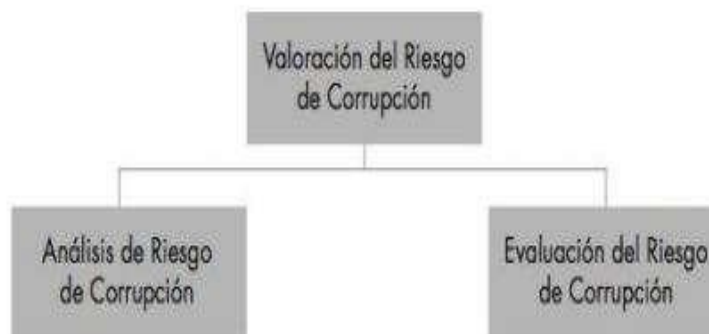 Valoración del Riesgo
de Corrupción
Análisis de Riesgo
de Corrupción
Evaluación del Riesgo
de Corrupción